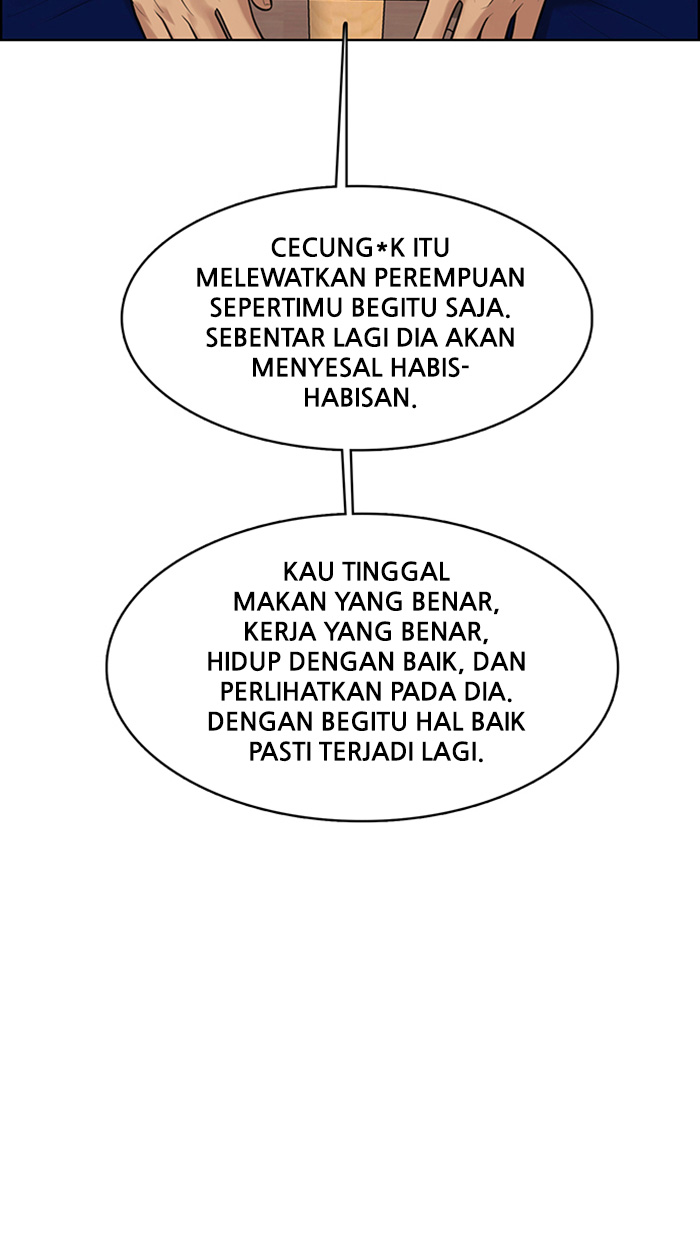 CECUNG*K ITU
MELEWATKAN PEREMPUAN
SEPERTIMU BEGITU SAJA.
SEBENTAR LAGI DIA AKAN
MENYESAL HABIS-
HABISAN.
KAU TINGGAL
MAKAN YANG BENAR,
KERJA YANG BENAR,
HIDUP DENGAN BAIK, DAN
PERLIHATKAN PADA DIA.
DENGAN BEGITU HAL BAIK
PASTI TERJADI LAGI.